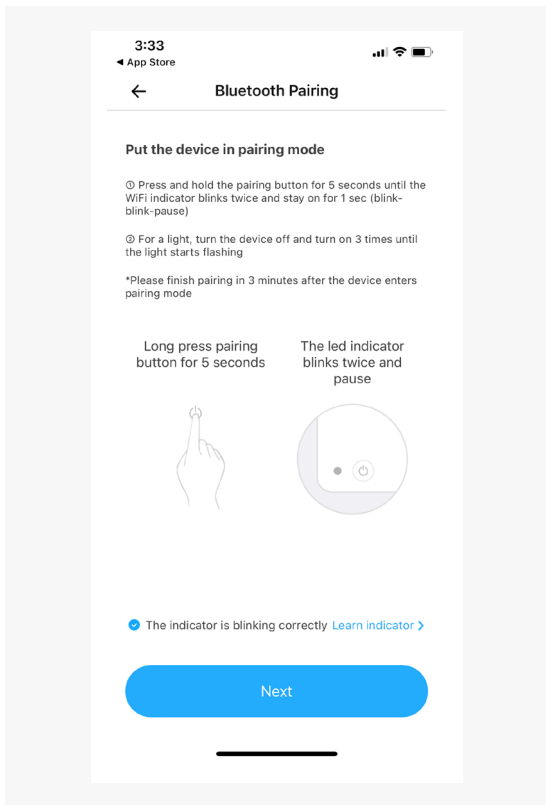 3:33
◀ App Store
Bluetooth Pairing
Put the device in pairing mode
① Press and hold the pairing button for 5 seconds until the
WiFi indicator blinks twice and stay on for 1 sec (blink-
blink-pause)
② For a light, turn the device off and turn on 3 times until
the light starts flashing
*Please finish pairing in 3 minutes after the device enters
pairing mode
Long press pairing
button for 5 seconds
The led indicator
blinks twice and
pause
The indicator is blinking correctly Learn indicator >
Next